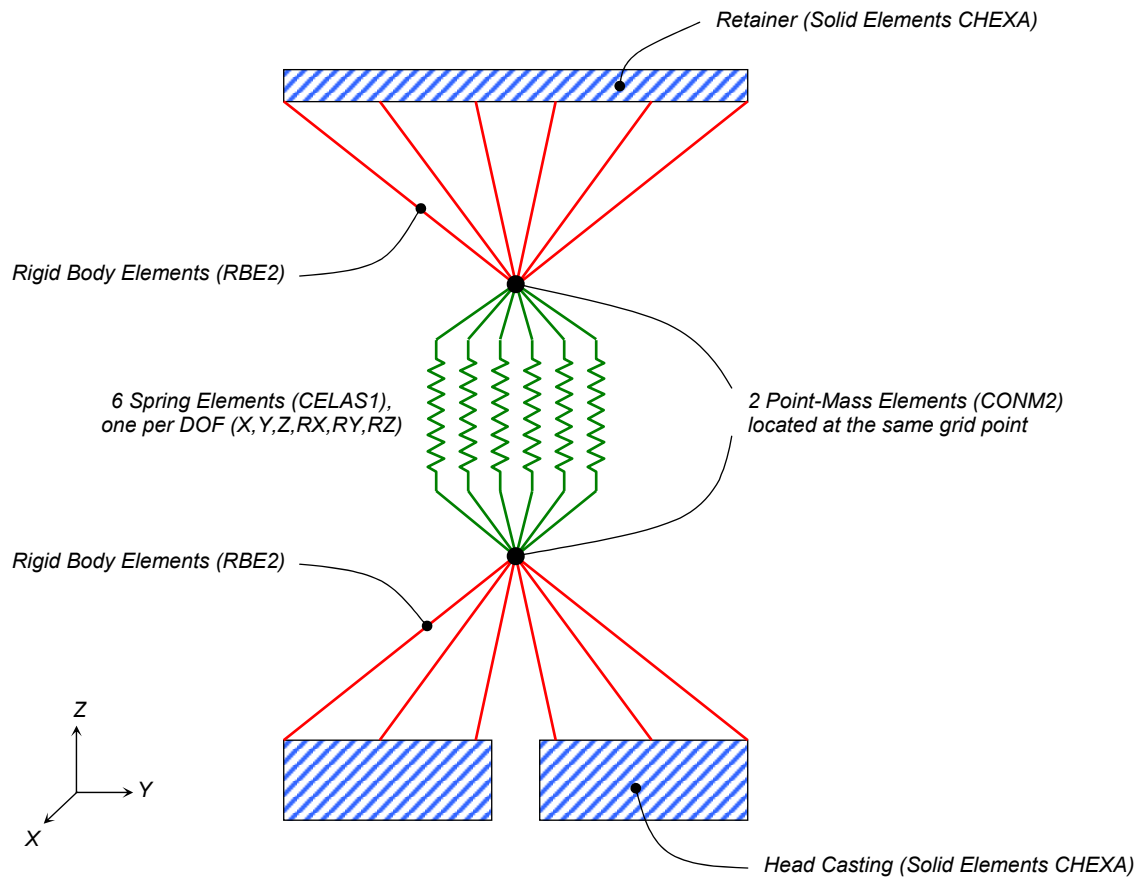 Retainer (Solid Elements CHEXA)
Rigid Body Elements (RBE2)
6 Spring Elements (CELAS1),
one per DOF (X,Y,Z,RX,RY,RZ)
2 Point-Mass Elements (CONM2)
located at the same grid point
Rigid Body Elements (RBE2)
Z
Y
X
Head Casting (Solid Elements CHEXA)